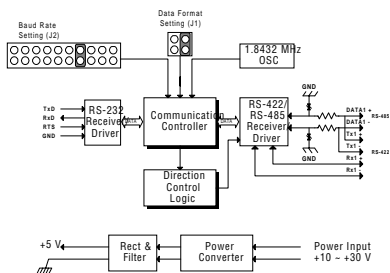 Baud Rate
Setting (J2)
Data Format
Setting (J1)
1.8432 MHz
OSC
TxD
RxD
RTS
GND
RS-232
Receiver
Driver
DATA
Communication
Controller
DATA
RS-422/
RS-485
Receiver/
Driver
GND
GND
DATA1 +
DATA1 -
RS-485
Tx1 +
Tx1 -
RS-422
Rx1 +
Rx1 -
Direction
Control
Logic
+5 V
Rect &
Filter
Power
Converter
Power Input
+10 ~ +30 V